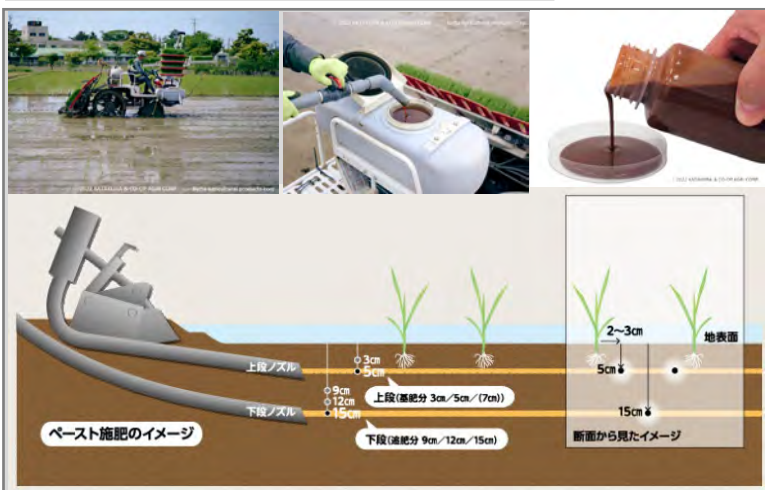 上段ノズル
下段ノズル
3cm
5cm
9cm
12cm
15cm
上段(基肥分 3cm/5cm/(7cm))
下段(追肥分 9cm/12cm/15cm)
ペースト施肥のイメージ
2～3cm
地表面
5cm
15cm
断面から見たイメージ